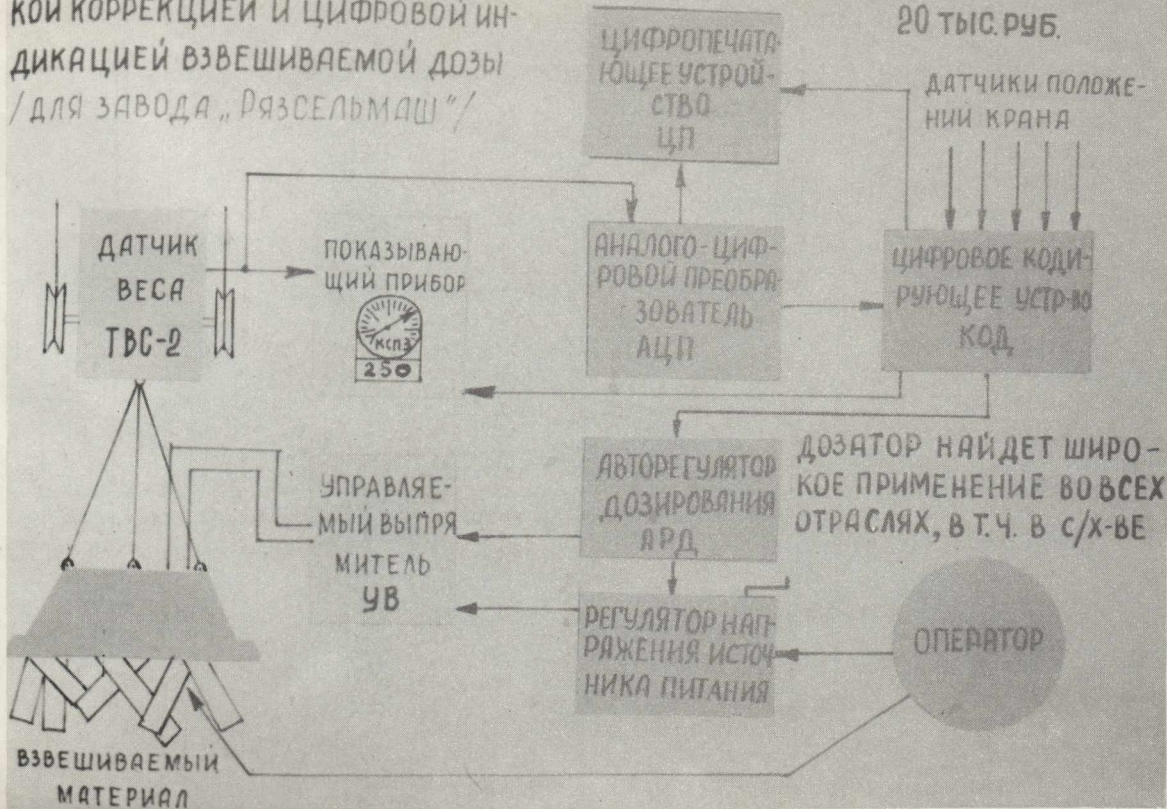 КОЙ КОРРЕКЦИЕЙ И ЦИФРОВОЙ ИН-
ДИКАЦИЕЙ ВЗВЕШИВАЕМОЙ ДОЗЫ
/ДЛЯ ЗАВОДА „РЯЗСЕЛЬМАШ"/
ЦИФРОПЕЧАТА-
ЮЩЕЕ УСТРОЙ-
СТВО
ЦП
20 ТЫС. РУБ.
ДАТЧИКИ ПОЛОЖЕ-
НИИ КРАНА
ДАТЧИК
ВЕСА
ТВС-2
ПОКАЗЫВАЮ-
ЩИЙ ПРИБОР
КСПЗ
250
АНАЛОГО-ЦИФ-
РОВОЙ ПРЕОБРА-
ЗОВАТЕЛЬ
АЦП
ЦИФРОВОЕ КОДИ-
РУЮЩЕЕ УСТР-ВО
КОД
УПРАВЛЯЕ-
МЫЙ ВЫПРЯ
МИТЕЛЬ
УВ
АВТОРЕГУЛЯТОР
ДОЗИРОВАНИЯ
АРД
ДОЗАТОР НАЙДЕТ ШИРО-
КОЕ ПРИМЕНЕНИЕ ВО ВСЕХ
ОТРАСЛЯХ, В Т.Ч. В С/Х-ВЕ
РЕГУЛЯТОР НАП-
РЯЖЕНИЯ ИСТОЧ
НИКА ПИТАНИЯ
ОПЕРАТОР
ВЗВЕШИВАЕМЫЙ
МАТЕРИАЛ